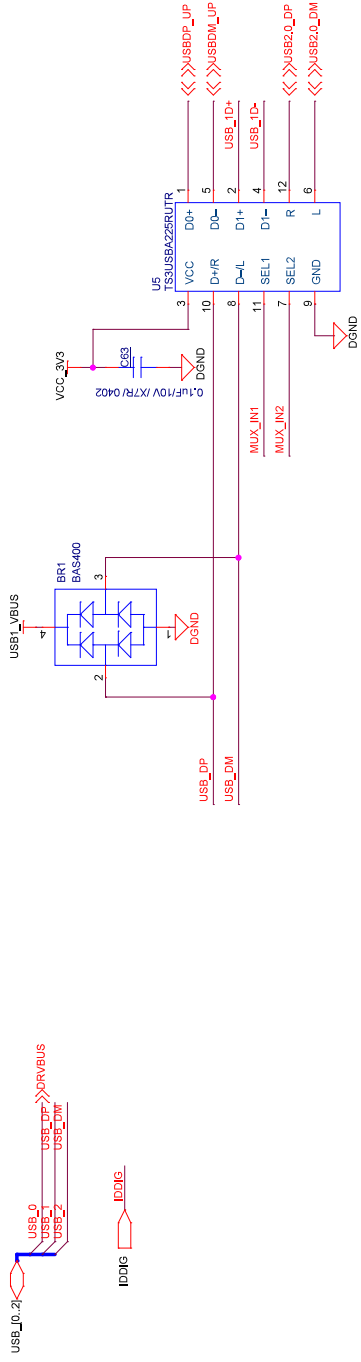 USB_[0..2]
USB_0
DRVBUS
USB_1
USB_DP
USB_2
USB_DM
IDDIG
IDDIG
USB1_VBUS
4
BR1
BAS400
2
3
1
DGND
USB_DP
USB_DM
VCC_3V3
C63
0.1uF/10V /X7R/ 0402
DGND
U5
TS3USBA225RUTR
3
VCC
D0+
1
USBDP_UP
10
D+/R
D0-
5
USBDM_UP
8
D-/L
D1+
2
USB_1D+
MUX_IN1
11
SEL1
D1-
4
USB_1D-
MUX_IN2
7
SEL2
R
12
USB2.0_DP
9
GND
L
6
USB2.0_DM
DGND